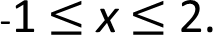 -1 ≤ x ≤ 2.